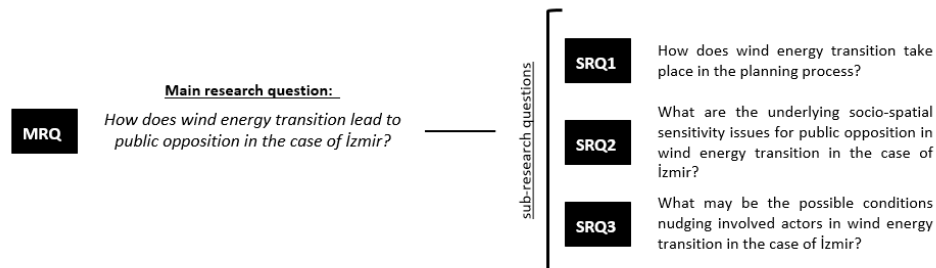 Main research question:
MRQ
How does wind energy transition lead to
public opposition in the case of İzmir?
sub-research questions
SRQ1
How does wind energy transition take
place in the planning process?
SRQ2
What are the underlying socio-spatial
sensitivity issues for public opposition in
wind energy transition in the case of
İzmir?
SRQ3
What may be the possible conditions
nudging involved actors in wind energy
transition in the case of İzmir?